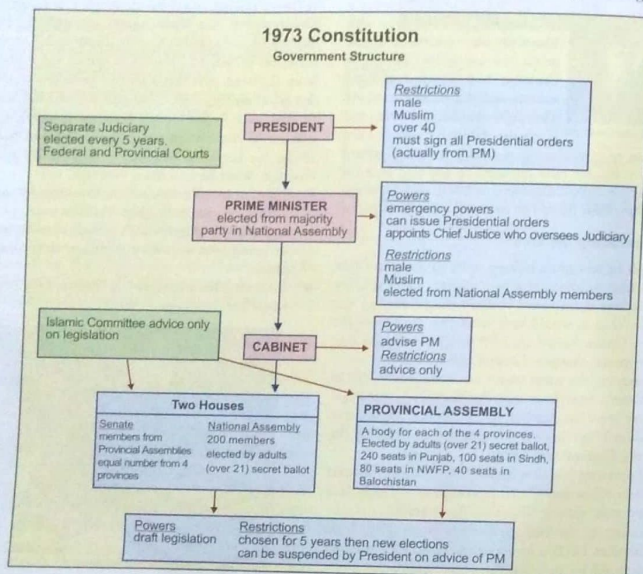 1973 Constitution
Government Structure
Separate Judiciary
elected every 5 years.
Federal and Provincial Courts
PRESIDENT
Restrictions
male
Muslim
over 40
must sign all Presidential orders
(actually from PM)
PRIME MINISTER
elected from majority
party in National Assembly
Powers
emergency powers
can issue Presidential orders
appoints Chief Justice who oversees Judiciary
Restrictions
male
Muslim
elected from National Assembly members
Islamic Committee advice only
on legislation
CABINET
Powers
advise PM
Restrictions
advice only
Two Houses
Senate
members from
Provincial Assemblies
equal number from 4
provinces
National Assembly
200 members
elected by adults
(over 21) secret ballot
PROVINCIAL ASSEMBLY
A body for each of the 4 provinces.
Elected by adults (over 21) secret ballot,
240 seats in Punjab, 100 seats in Sindh,
80 seats in NWFP, 40 seats in
Balochistan
Powers
draft legislation
Restrictions
chosen for 5 years then new elections
can be suspended by President on advice of PM